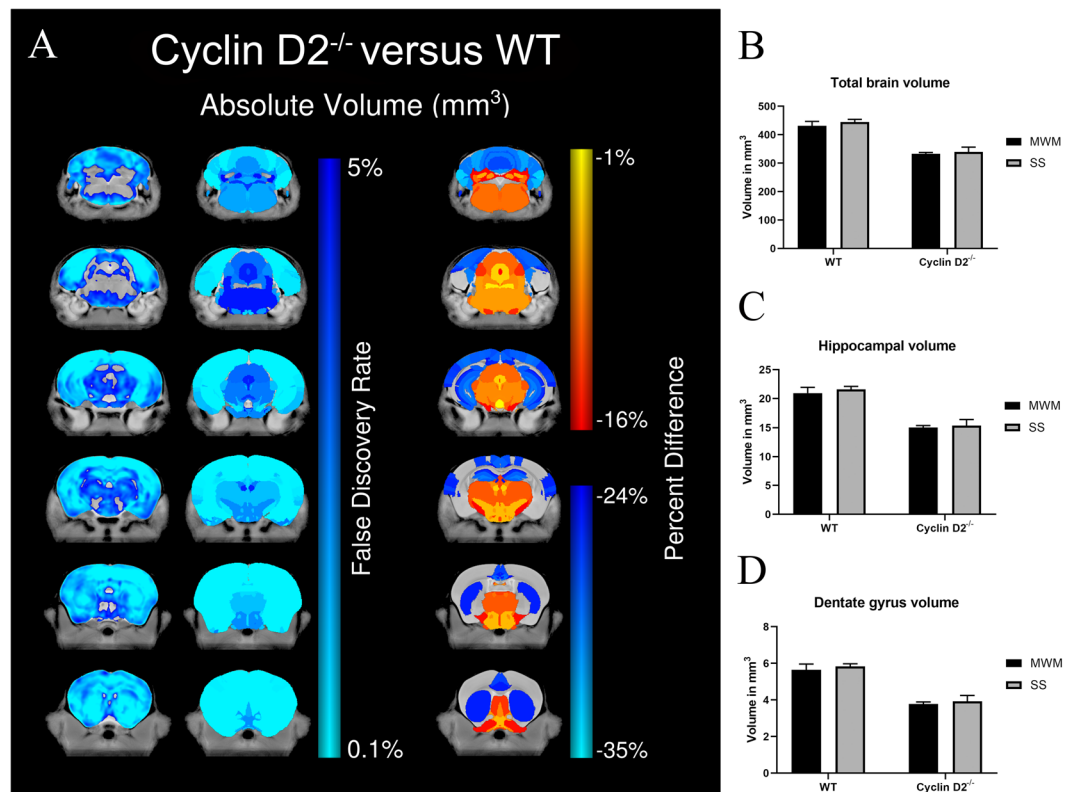 A
Cyclin D2-/- versus WT
Absolute Volume (mm3)
5%
False Discovery Rate
0.1%
-1%
-16%
Percent Difference
-24%
-35%
B
Total brain volume
Volume in mm3
500
400
300
200
100
0
WT
Cyclin D2-/-
MWM
SS
C
Hippocampal volume
Volume in mm3
25
20
15
10
5
0
WT
Cyclin D2-/-
MWM
SS
D
Dentate gyrus volume
Volume in mm3
8
6
4
2
0
WT
Cyclin D2-/-
MWM
SS